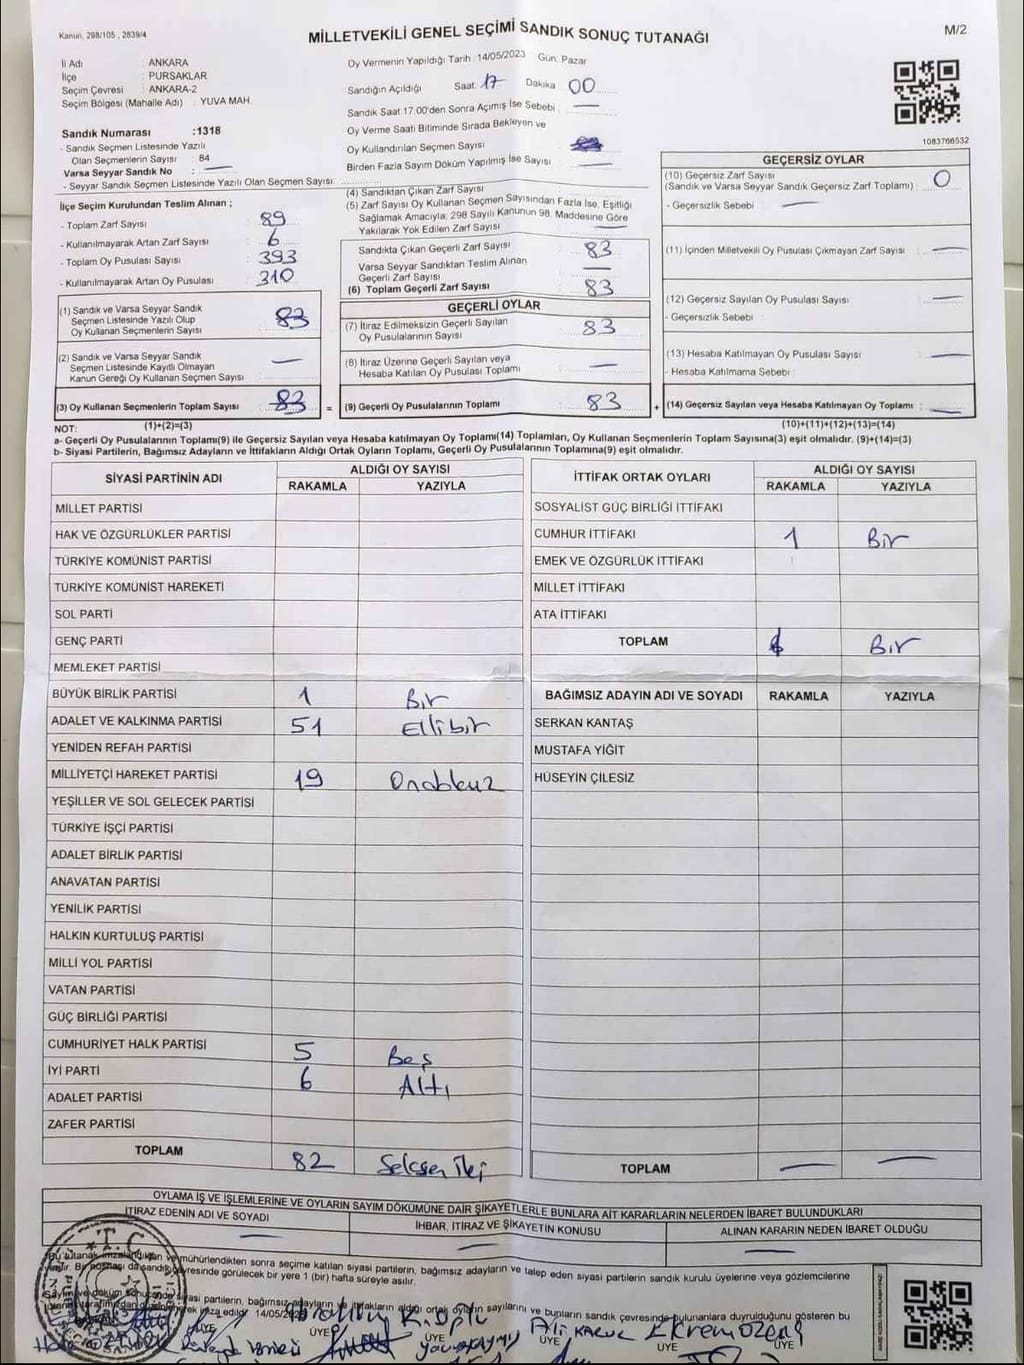 Kanun, 298/105 , 2839/4
MİLLETVEKİLİ GENEL SEÇİMİ SANDIK SONUÇ TUTANAĞI
M/2
İl Adı : ANKARA
İlçe : PURSAKLAR
Seçim Çevresi : ANKARA-2
Seçim Bölgesi (Mahalle Adı) : YUVA MAH.
Sandık Numarası :1318
- Sandık Seçmen Listesinde Yazılı
Olan Seçmenlerin Sayısı : 84
Varsa Seyyar Sandık No :
- Seyyar Sandık Seçmen Listesinde Yazılı Olan Seçmen Sayısı:
Oy Vermenin Yapıldığı Tarih :14/05/2023 Gün: Pazar
Sandığın Açıldığı Saat: 17 Dakika 00
Sandık Saat 17.00'den Sonra Açımış İse Sebebi : —
Oy Verme Saati Bitiminde Sırada Bekleyen ve
Oy Kullandırılan Seçmen Sayısı :
Birden Fazla Sayım Döküm Yapılmış İse Sayısı : —
1083766532
İlçe Seçim Kurulundan Teslim Alınan ;
- Toplam Zarf Sayısı : 89
- Kullanılmayarak Artan Zarf Sayısı : 6
- Toplam Oy Pusulası Sayısı : 393
- Kullanılmayarak Artan Oy Pusulası : 310
(1) Sandık ve Varsa Seyyar Sandık
Seçmen Listesinde Yazılı Olup
Oy Kullanan Seçmenlerin Sayısı : 83
(2) Sandık ve Varsa Seyyar Sandık
Seçmen Listesinde Kayıtlı Olmayan
Kanun Gereği Oy Kullanan Seçmen Sayısı : —
(3) Oy Kullanan Seçmenlerin Toplam Sayısı : 83 =
(1)+(2)=(3)
(4) Sandıktan Çıkan Zarf Sayısı
(5) Zarf Sayısı Oy Kullanan Seçmen Sayısından Fazla İse, Eşitliği
Sağlamak Amacıyla; 298 Sayılı Kanunun 98. Maddesine Göre
Yakılarak Yok Edilen Zarf Sayısı : —
Sandıkta Çıkan Geçerli Zarf Sayısı : 83
Varsa Seyyar Sandıktan Teslim Alınan
Geçerli Zarf Sayısı : —
(6) Toplam Geçerli Zarf Sayısı : 83
GEÇERLİ OYLAR
(7) İtiraz Edilmeksizin Geçerli Sayılan
Oy Pusulalarının Sayısı : 83
(8) İtiraz Üzerine Geçerli Sayılan veya
Hesaba Katılan Oy Pusulası Toplamı : —
(9) Geçerli Oy Pusulalarının Toplamı : 83 +
GEÇERSİZ OYLAR
(10) Geçersiz Zarf Sayısı
(Sandık ve Varsa Seyyar Sandık Geçersiz Zarf Toplamı) : 0
- Geçersizlik Sebebi : —
(11) İçinden Milletvekili Oy Pusulası Çıkmayan Zarf Sayısı : —
(12) Geçersiz Sayılan Oy Pusulası Sayısı : —
- Geçersizlik Sebebi :
(13) Hesaba Katılmayan Oy Pusulası Sayısı : —
- Hesaba Katılmama Sebebi :
(14) Geçersiz Sayılan veya Hesaba Katılmayan Oy Toplamı : —
(10)+(11)+(12)+(13)=(14)
NOT:
a- Geçerli Oy Pusulalarının Toplamı(9) ile Geçersiz Sayılan veya Hesaba katılmayan Oy Toplamı(14) Toplamları, Oy Kullanan Seçmenlerin Toplam Sayısına(3) eşit olmalıdır. (9)+(14)=(3)
b- Siyasi Partilerin, Bağımsız Adayların ve İttifakların Aldığı Ortak Oyların Toplamı, Geçerli Oy Pusulalarının Toplamına(9) eşit olmalıdır.
SİYASİ PARTİNİN ADI
ALDIĞI OY SAYISI
RAKAMLA YAZIYLA
MİLLET PARTİSİ
HAK VE ÖZGÜRLÜKLER PARTİSİ
TÜRKİYE KOMÜNIST PARTİSİ
TÜRKİYE KOMÜNIST HAREKETİ
SOL PARTİ
GENÇ PARTİ
MEMLEKET PARTİSİ
BÜYÜK BİRLİK PARTİSİ 1 Bir
ADALET VE KALKINMA PARTİSİ 51 Ellibir
YENİDEN REFAH PARTİSİ
MİLLİYETÇİ HAREKET PARTİSİ 19 Ondokuz
YEŞİLLER VE SOL GELECEK PARTİSİ
TÜRKİYE İŞÇİ PARTİSİ
ADALET BİRLİK PARTİSİ
ANAVATAN PARTİSİ
YENİLİK PARTİSİ
HALKIN KURTULUŞ PARTİSİ
MİLLİ YOL PARTİSİ
VATAN PARTİSİ
GÜÇ BİRLİĞİ PARTİSİ
CUMHURİYET HALK PARTİSİ 5 Beş
İYİ PARTİ 6 Altı
ADALET PARTİSİ
ZAFER PARTİSİ
TOPLAM 82 Seksen iki
İTTİFAK ORTAK OYLARI
ALDIĞI OY SAYISI
RAKAMLA YAZIYLA
SOSYALİST GÜÇ BİRLİĞİ İTTİFAKI
CUMHUR İTTİFAKI 1 Bir
EMEK VE ÖZGÜRLÜK İTTİFAKI
MİLLET İTTİFAKI
ATA İTTİFAKI
TOPLAM 1 Bir
BAĞIMSIZ ADAYIN ADI VE SOYADI RAKAMLA YAZIYLA
SERKAN KANTAŞ
MUSTAFA YİĞİT
HÜSEYİN ÇİLESİZ
TOPLAM — —
OYLAMA İŞ VE İŞLEMLERİNE VE OYLARIN SAYIM DÖKÜMÜNE DAİR ŞİKAYETLERLE BUNLARA AİT KARARLARIN NELERDEN İBARET BULUNDUKLARI
İTİRAZ EDENİN ADI VE SOYADI
İHBAR, İTİRAZ VE ŞİKAYETİN KONUSU
ALINAN KARARIN NEDEN İBARET OLDUĞU
— — —
Bu tutanak imzalandıktan ve mühürlendikten sonra seçime katılan siyasi partilerin, bağımsız adayların ve talep eden siyasi partilerin sandık kurulu üyelerine veya gözlemcilerine
verilir. Bir nüshası da sandık çevresinde görülecek bir yere 1 (bir) hafta süreyle asılır.
siyasi partilerin, bağımsız adayların ve ittifakların aldığı ortak oyların sayılarını ve bunların sandık çevresinde bulunanlara duyurulduğunu gösteren bu
T.C.
ÜYE ÜYE ÜYE ÜYE ÜYE ÜYE
Ekrem